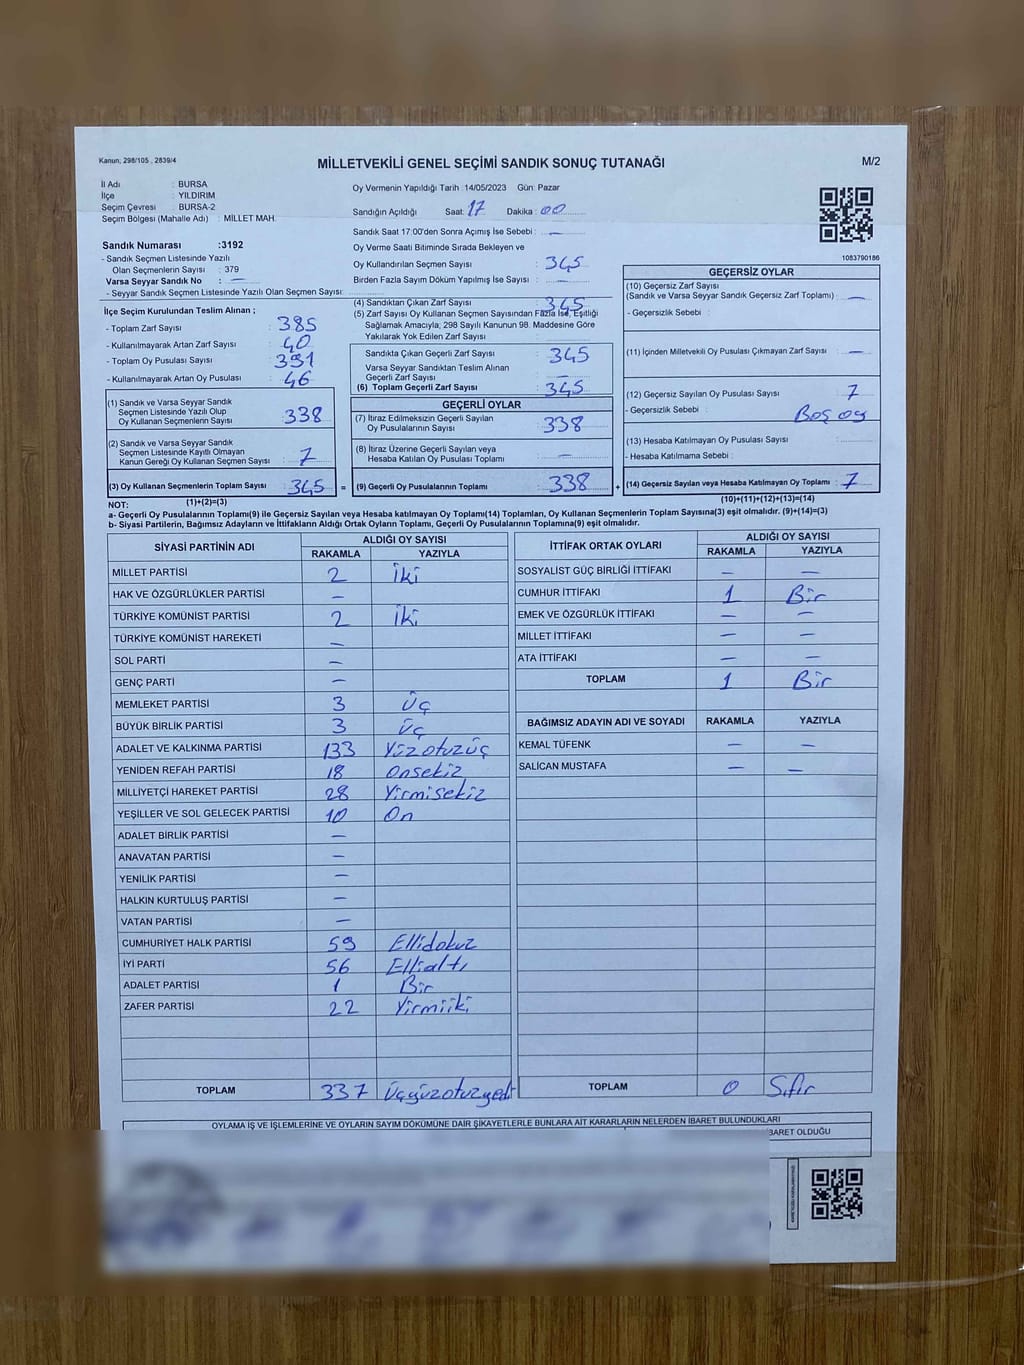 Kanun; 298/105 , 2839/4
MİLLETVEKİLİ GENEL SEÇİMİ SANDIK SONUÇ TUTANAĞI
M/2
İl Adı : BURSA
İlçe : YILDIRIM
Seçim Çevresi : BURSA-2
Seçim Bölgesi (Mahalle Adı) : MİLLET MAH.
Oy Vermenin Yapıldığı Tarih :14/05/2023 Gün: Pazar
Sandığın Açıldığı Saat: 17 Dakika : 00
Sandık Saat 17:00'den Sonra Açımış İse Sebebi : —
Oy Verme Saati Bitiminde Sırada Bekleyen ve
Oy Kullandırılan Seçmen Sayısı : 345
Birden Fazla Sayım Döküm Yapılmış İse Sayısı : —
1083790186
Sandık Numarası :3192
- Sandık Seçmen Listesinde Yazılı
Olan Seçmenlerin Sayısı : 379
Varsa Seyyar Sandık No : —
- Seyyar Sandık Seçmen Listesinde Yazılı Olan Seçmen Sayısı:
İlçe Seçim Kurulundan Teslim Alınan ;
- Toplam Zarf Sayısı : 385
- Kullanılmayarak Artan Zarf Sayısı : 40
- Toplam Oy Pusulası Sayısı : 391
- Kullanılmayarak Artan Oy Pusulası : 46
(1) Sandık ve Varsa Seyyar Sandık
Seçmen Listesinde Yazılı Olup
Oy Kullanan Seçmenlerin Sayısı : 338
(2) Sandık ve Varsa Seyyar Sandık
Seçmen Listesinde Kayıtlı Olmayan
Kanun Gereği Oy Kullanan Seçmen Sayısı : 7
(3) Oy Kullanan Seçmenlerin Toplam Sayısı : 345 =
(1)+(2)=(3)
(4) Sandıktan Çıkan Zarf Sayısı : 345
(5) Zarf Sayısı Oy Kullanan Seçmen Sayısından Fazla İse, Eşitliği
Sağlamak Amacıyla, 298 Sayılı Kanunun 98. Maddesine Göre
Yakılarak Yok Edilen Zarf Sayısı :
Sandıkta Çıkan Geçerli Zarf Sayısı : 345
Varsa Seyyar Sandıktan Teslim Alınan
Geçerli Zarf Sayısı : —
(6) Toplam Geçerli Zarf Sayısı : 345
GEÇERLİ OYLAR
(7) İtiraz Edilmeksizin Geçerli Sayılan
Oy Pusulalarının Sayısı : 338
(8) İtiraz Üzerine Geçerli Sayılan veya
Hesaba Katılan Oy Pusulası Toplamı : —
(9) Geçerli Oy Pusulalarının Toplamı : 338 +
GEÇERSİZ OYLAR
(10) Geçersiz Zarf Sayısı
(Sandık ve Varsa Seyyar Sandık Geçersiz Zarf Toplamı) : —
- Geçersizlik Sebebi :
(11) İçinden Milletvekili Oy Pusulası Çıkmayan Zarf Sayısı : —
(12) Geçersiz Sayılan Oy Pusulası Sayısı : 7
- Geçersizlik Sebebi : Boş oy
(13) Hesaba Katılmayan Oy Pusulası Sayısı :
- Hesaba Katılmama Sebebi :
(14) Geçersiz Sayılan veya Hesaba Katılmayan Oy Toplamı : 7
(10)+(11)+(12)+(13)=(14)
NOT:
a- Geçerli Oy Pusulalarının Toplamı(9) ile Geçersiz Sayılan veya Hesaba Katılmayan Oy Toplamı(14) Toplamları, Oy Kullanan Seçmenlerin Toplam Sayısına(3) eşit olmalıdır. (9)+(14)=(3)
b- Siyasi Partilerin, Bağımsız Adayların ve İttifakların Aldığı Ortak Oyların Toplamı, Geçerli Oy Pusulalarının Toplamına(9) eşit olmalıdır.
SİYASİ PARTİNİN ADI ALDIĞI OY SAYISI
RAKAMLA YAZIYLA
MİLLET PARTİSİ 2 İki
HAK VE ÖZGÜRLÜKLER PARTİSİ —
TÜRKİYE KOMÜNİST PARTİSİ 2 İki
TÜRKİYE KOMÜNİST HAREKETİ —
SOL PARTİ —
GENÇ PARTİ —
MEMLEKET PARTİSİ 3 Üç
BÜYÜK BİRLİK PARTİSİ 3 Üç
ADALET VE KALKINMA PARTİSİ 133 Yüzotuzüç
YENİDEN REFAH PARTİSİ 18 Onsekiz
MİLLİYETÇİ HAREKET PARTİSİ 28 Yirmisekiz
YEŞİLLER VE SOL GELECEK PARTİSİ 10 On
ADALET BİRLİK PARTİSİ —
ANAVATAN PARTİSİ —
YENİLİK PARTİSİ —
HALKIN KURTULUŞ PARTİSİ —
VATAN PARTİSİ —
CUMHURİYET HALK PARTİSİ 59 Ellidokuz
İYİ PARTİ 56 Ellialtı
ADALET PARTİSİ 1 Bir
ZAFER PARTİSİ 22 Yirmiiki
TOPLAM 337 Üçyüzotuzyedi
İTTİFAK ORTAK OYLARI ALDIĞI OY SAYISI
RAKAMLA YAZIYLA
SOSYALİST GÜÇ BİRLİĞİ İTTİFAKI — —
CUMHUR İTTİFAKI 1 Bir
EMEK VE ÖZGÜRLÜK İTTİFAKI — —
MİLLET İTTİFAKI — —
ATA İTTİFAKI — —
TOPLAM 1 Bir
BAĞIMSIZ ADAYIN ADI VE SOYADI RAKAMLA YAZIYLA
KEMAL TÜFENK — —
SALİCAN MUSTAFA — —
TOPLAM 0 Sıfır
OYLAMA İŞ VE İŞLEMLERİNE VE OYLARIN SAYIM DÖKÜMÜNE DAİR ŞİKAYETLERLE BUNLARA AİT KARARLARIN NELERDEN İBARET BULUNDUKLARI
İBARET OLDUĞU